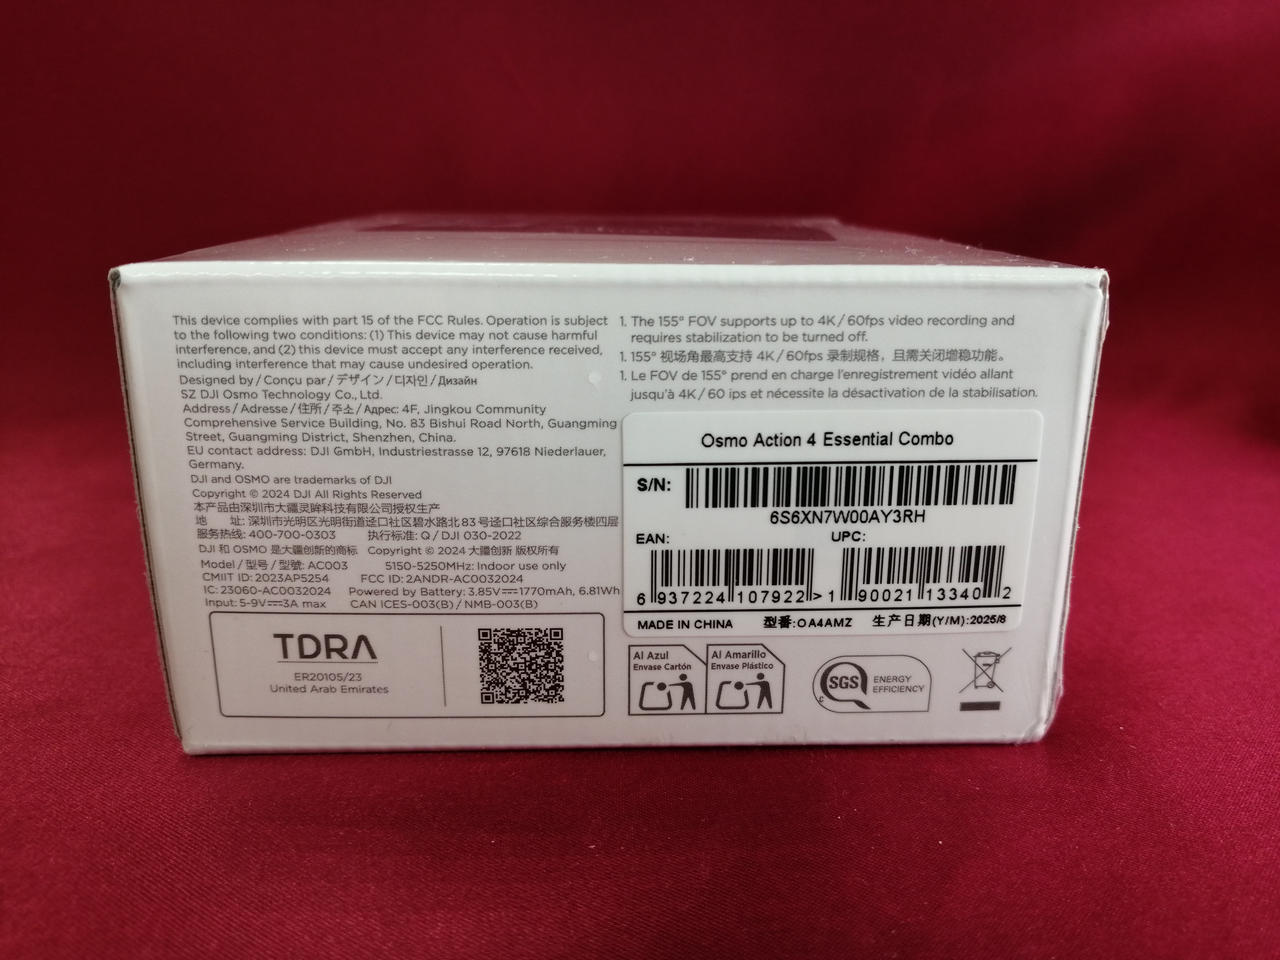 This device complies with part 15 of the FCC Rules. Operation is subject
to the following two conditions: (1) This device may not cause harmful
interference, and (2) this device must accept any interference received,
including interference that may cause undesired operation.
Designed by / Conçu par / デザイン / 디자인 / Дизайн
SZ DJI Osmo Technology Co., Ltd.
Address / Adresse / 住所 / 주소 / Адрес: 4F, Jingkou Community
Comprehensive Service Building, No. 83 Bishui Road North, Guangming
Street, Guangming District, Shenzhen, China.
EU contact address: DJI GmbH, Industriestrasse 12, 97618 Niederlauer,
Germany.
DJI and OSMO are trademarks of DJI
Copyright © 2024 DJI All Rights Reserved
本产品由深圳市大疆灵眸科技有限公司授权生产
地 址: 深圳市光明区光明街道迳口社区碧水路北83号迳口社区综合服务楼四层
服务热线: 400-700-0303 执行标准: Q / DJI 030-2022
DJI 和 OSMO 是大疆创新的商标 Copyright © 2024 大疆创新 版权所有
Model / 型号 / 型號: AC003 5150-5250MHz: Indoor use only
CMIIT ID: 2023AP5254 FCC ID: 2ANDR-AC0032024
IC: 23060-AC0032024 Powered by Battery: 3.85V⎓1770mAh, 6.81Wh
Input: 5-9V⎓3A max CAN ICES-003(B) / NMB-003(B)
TDRA
ER20105/23
United Arab Emirates
1. The 155° FOV supports up to 4K / 60fps video recording and
requires stabilization to be turned off.
1. 155° 视场角最高支持 4K / 60fps 录制规格，且需关闭增稳功能。
1. Le FOV de 155° prend en charge l'enregistrement vidéo allant
jusqu'à 4K / 60 ips et nécessite la désactivation de la stabilisation.
Osmo Action 4 Essential Combo
S/N:
6S6XN7W00AY3RH
EAN: UPC:
6 937224 107922 > 1 90021 13340 2
MADE IN CHINA 型番:OA4AMZ 生产日期(Y/M):2025/8
Al Azul
Envase Cartón
Al Amarillo
Envase Plástico
SGS
ENERGY
EFFICIENCY